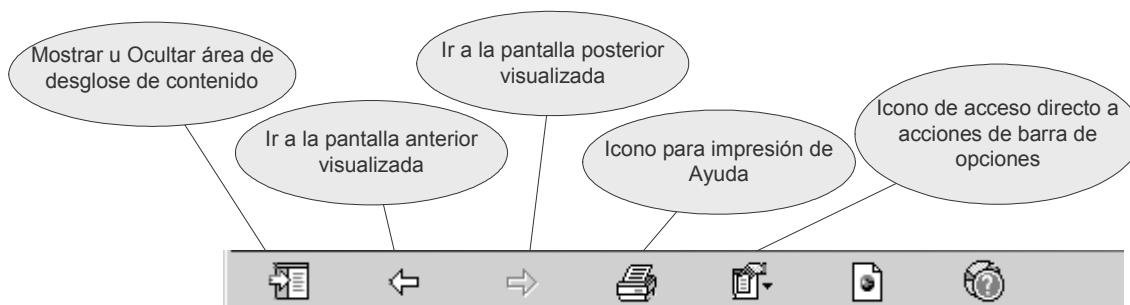 Mostrar u Ocultar área de
desglose de contenido
Ir a la pantalla anterior
visualizada
Ir a la pantalla posterior
visualizada
Icono para impresión de
Ayuda
Icono de acceso directo a
acciones de barra de
opciones